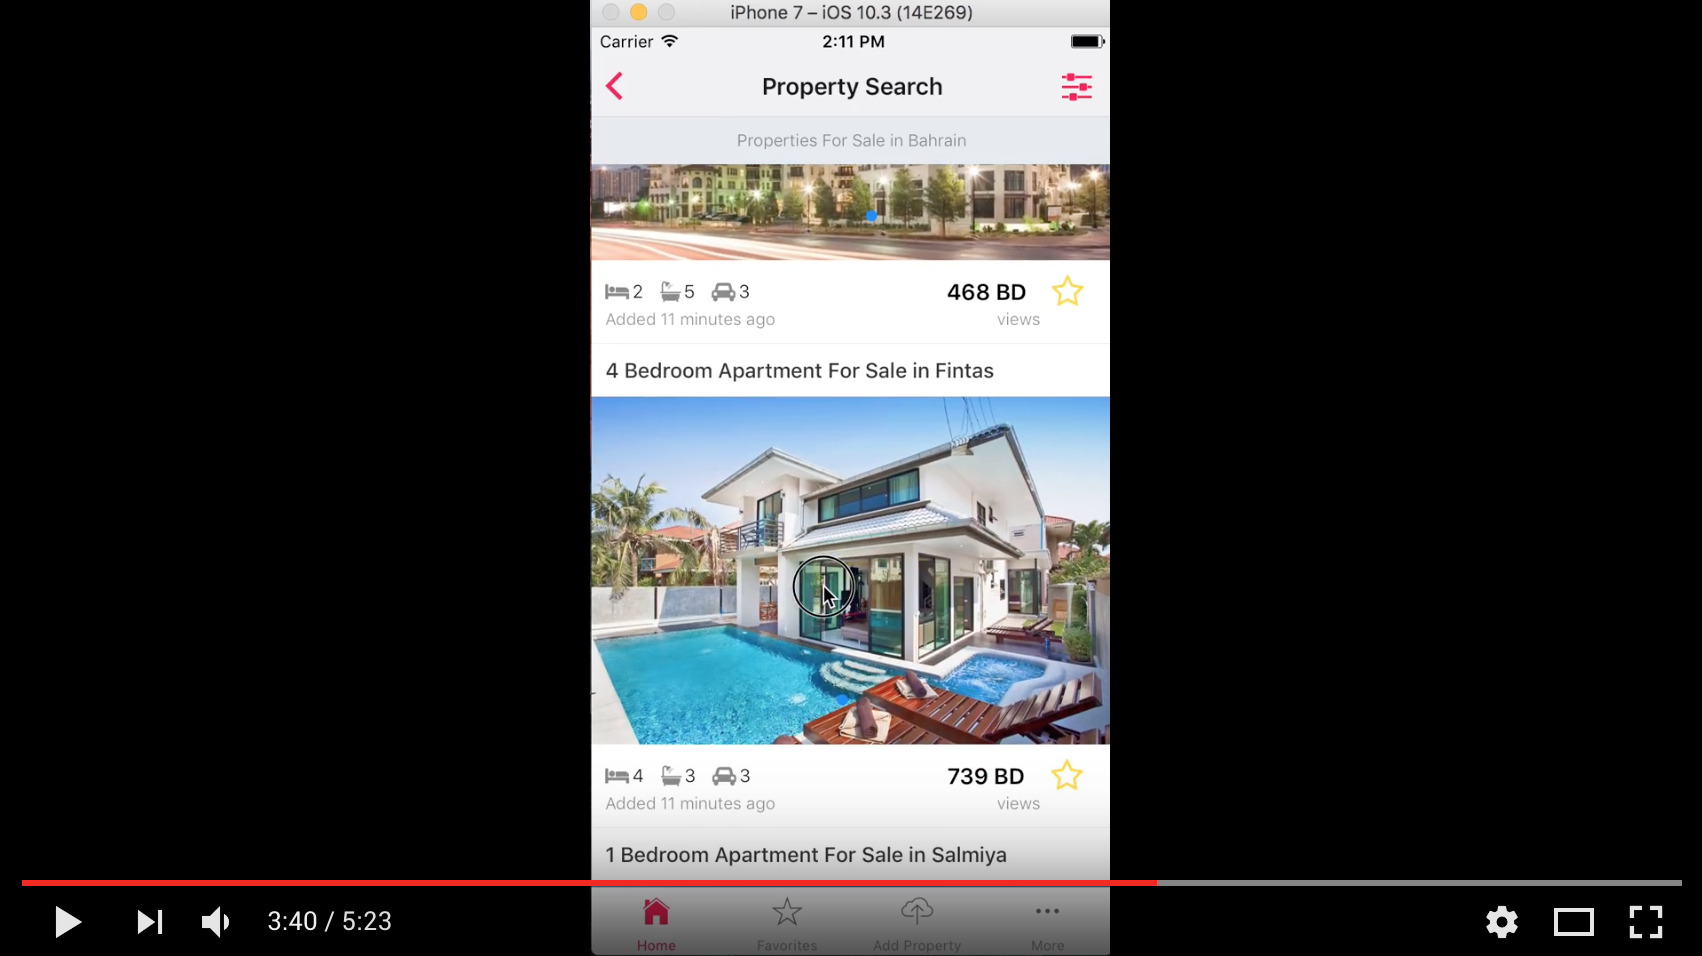 iPhone 7 – iOS 10.3 (14E269)
Carrier 2:11 PM
Property Search
Properties For Sale in Bahrain
2 5 3 468 BD
Added 11 minutes ago views
4 Bedroom Apartment For Sale in Fintas
4 3 3 739 BD
Added 11 minutes ago views
1 Bedroom Apartment For Sale in Salmiya
3:40 / 5:23
Home Favorites Add Property More